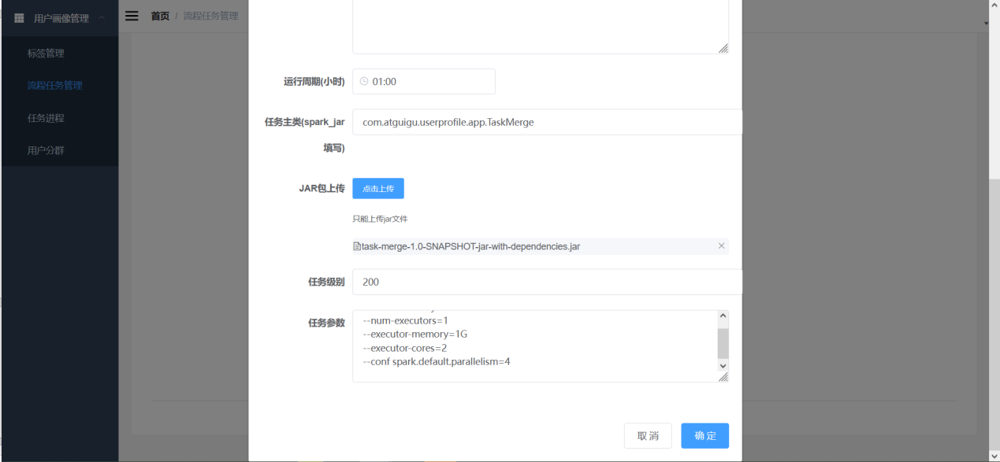 用户画像管理
首页 / 流程任务管理
标签管理
流程任务管理
任务进程
用户分群
运行周期(小时)
01:00
任务主类(spark_jar
填写)
com.atguigu.userprofile.app.TaskMerge
JAR包上传
点击上传
只能上传jar文件
task-merge-1.0-SNAPSHOT-jar-with-dependencies.jar
任务级别
200
任务参数
--num-executors=1
--executor-memory=1G
--executor-cores=2
--conf spark.default.parallelism=4
取 消
确 定